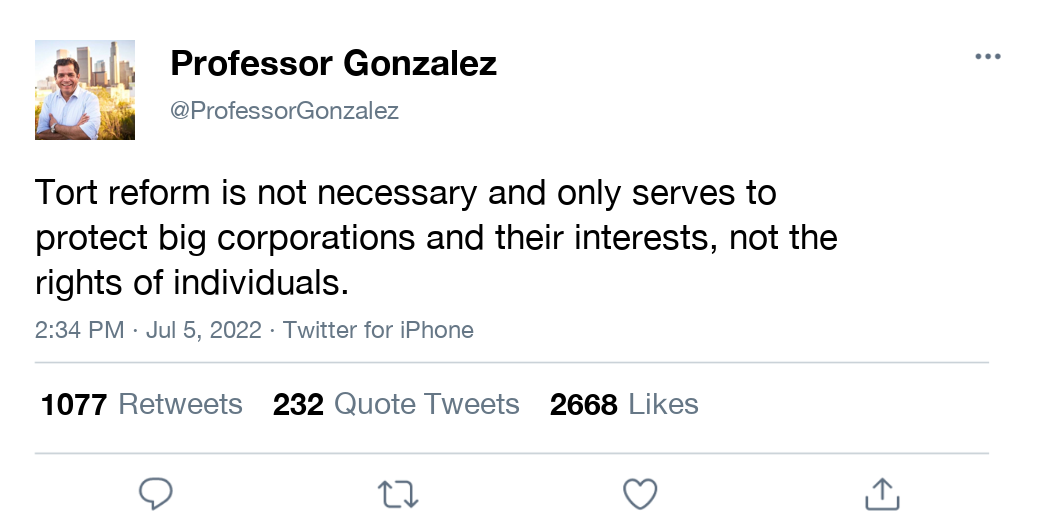 Professor Gonzalez
@ProfessorGonzalez
Tort reform is not necessary and only serves to
protect big corporations and their interests, not the
rights of individuals.
2:34 PM · Jul 5, 2022 · Twitter for iPhone
1077 Retweets 232 Quote Tweets 2668 Likes